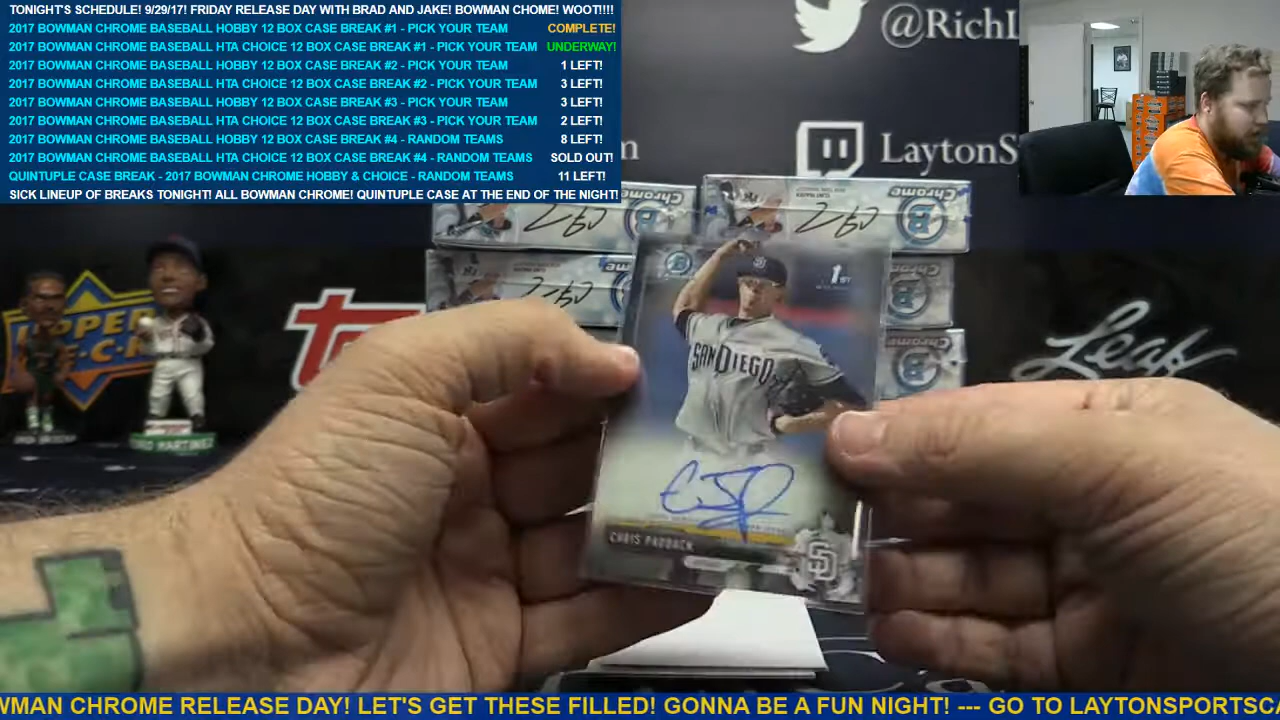 TONIGHT'S SCHEDULE! 9/29/17! FRIDAY RELEASE DAY WITH BRAD AND JAKE! BOWMAN CHOME! WOOT!!!!
2017 BOWMAN CHROME BASEBALL HOBBY 12 BOX CASE BREAK #1 - PICK YOUR TEAM COMPLETE!
2017 BOWMAN CHROME BASEBALL HTA CHOICE 12 BOX CASE BREAK #1 - PICK YOUR TEAM UNDERWAY!
2017 BOWMAN CHROME BASEBALL HOBBY 12 BOX CASE BREAK #2 - PICK YOUR TEAM 1 LEFT!
2017 BOWMAN CHROME BASEBALL HTA CHOICE 12 BOX CASE BREAK #2 - PICK YOUR TEAM 3 LEFT!
2017 BOWMAN CHROME BASEBALL HOBBY 12 BOX CASE BREAK #3 - PICK YOUR TEAM 3 LEFT!
2017 BOWMAN CHROME BASEBALL HTA CHOICE 12 BOX CASE BREAK #3 - PICK YOUR TEAM 2 LEFT!
2017 BOWMAN CHROME BASEBALL HOBBY 12 BOX CASE BREAK #4 - RANDOM TEAMS 8 LEFT!
2017 BOWMAN CHROME BASEBALL HTA CHOICE 12 BOX CASE BREAK #4 - RANDOM TEAMS SOLD OUT!
QUINTUPLE CASE BREAK - 2017 BOWMAN CHROME HOBBY & CHOICE - RANDOM TEAMS 11 LEFT!
SICK LINEUP OF BREAKS TONIGHT! ALL BOWMAN CHROME! QUINTUPLE CASE AT THE END OF THE NIGHT!
@RichL
LaytonS
Chrome
Chrome
B
1ST
SAN DIEGO
UPPER
Leaf
CHRIS PADDACK
SD
WMAN CHROME RELEASE DAY! LET'S GET THESE FILLED! GONNA BE A FUN NIGHT! --- GO TO LAYTONSPORTSCA